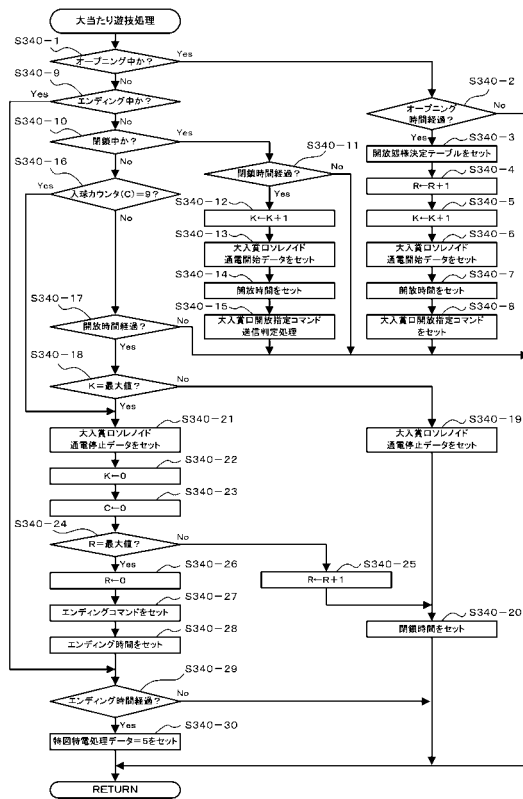 大当たり遊技処理
S340-1
オープニング中か?
Yes
No
S340-9
Yes
エンディング中か?
No
S340-2
オープニング
時間経過?
No
Yes
S340-10
閉鎖中か?
Yes
No
S340-11
閉鎖時間経過?
No
Yes
S340-3
開放態様決定テーブルをセット
S340-4
R←R+1
S340-16
Yes
入球カウンタ(C)=9?
No
S340-12
K←K+1
S340-5
K←K+1
S340-13
大入賞口ソレノイド
通電開始データをセット
S340-6
大入賞口ソレノイド
通電開始データをセット
S340-14
開放時間をセット
S340-7
開放時間をセット
S340-15
大入賞口開放指定コマンド
送信判定処理
S340-8
大入賞口開放指定コマンド
をセット
S340-17
開放時間経過?
No
Yes
S340-18
K=最大値?
No
Yes
S340-21
大入賞口ソレノイド
通電停止データをセット
S340-19
大入賞口ソレノイド
通電停止データをセット
S340-22
K←0
S340-23
C←0
S340-24
R=最大値?
No
Yes
S340-25
R←R+1
S340-26
R←0
S340-27
エンディングコマンドをセット
S340-20
閉鎖時間をセット
S340-28
エンディング時間をセット
S340-29
エンディング時間経過?
No
Yes
S340-30
特図特電処理データ=5をセット
RETURN